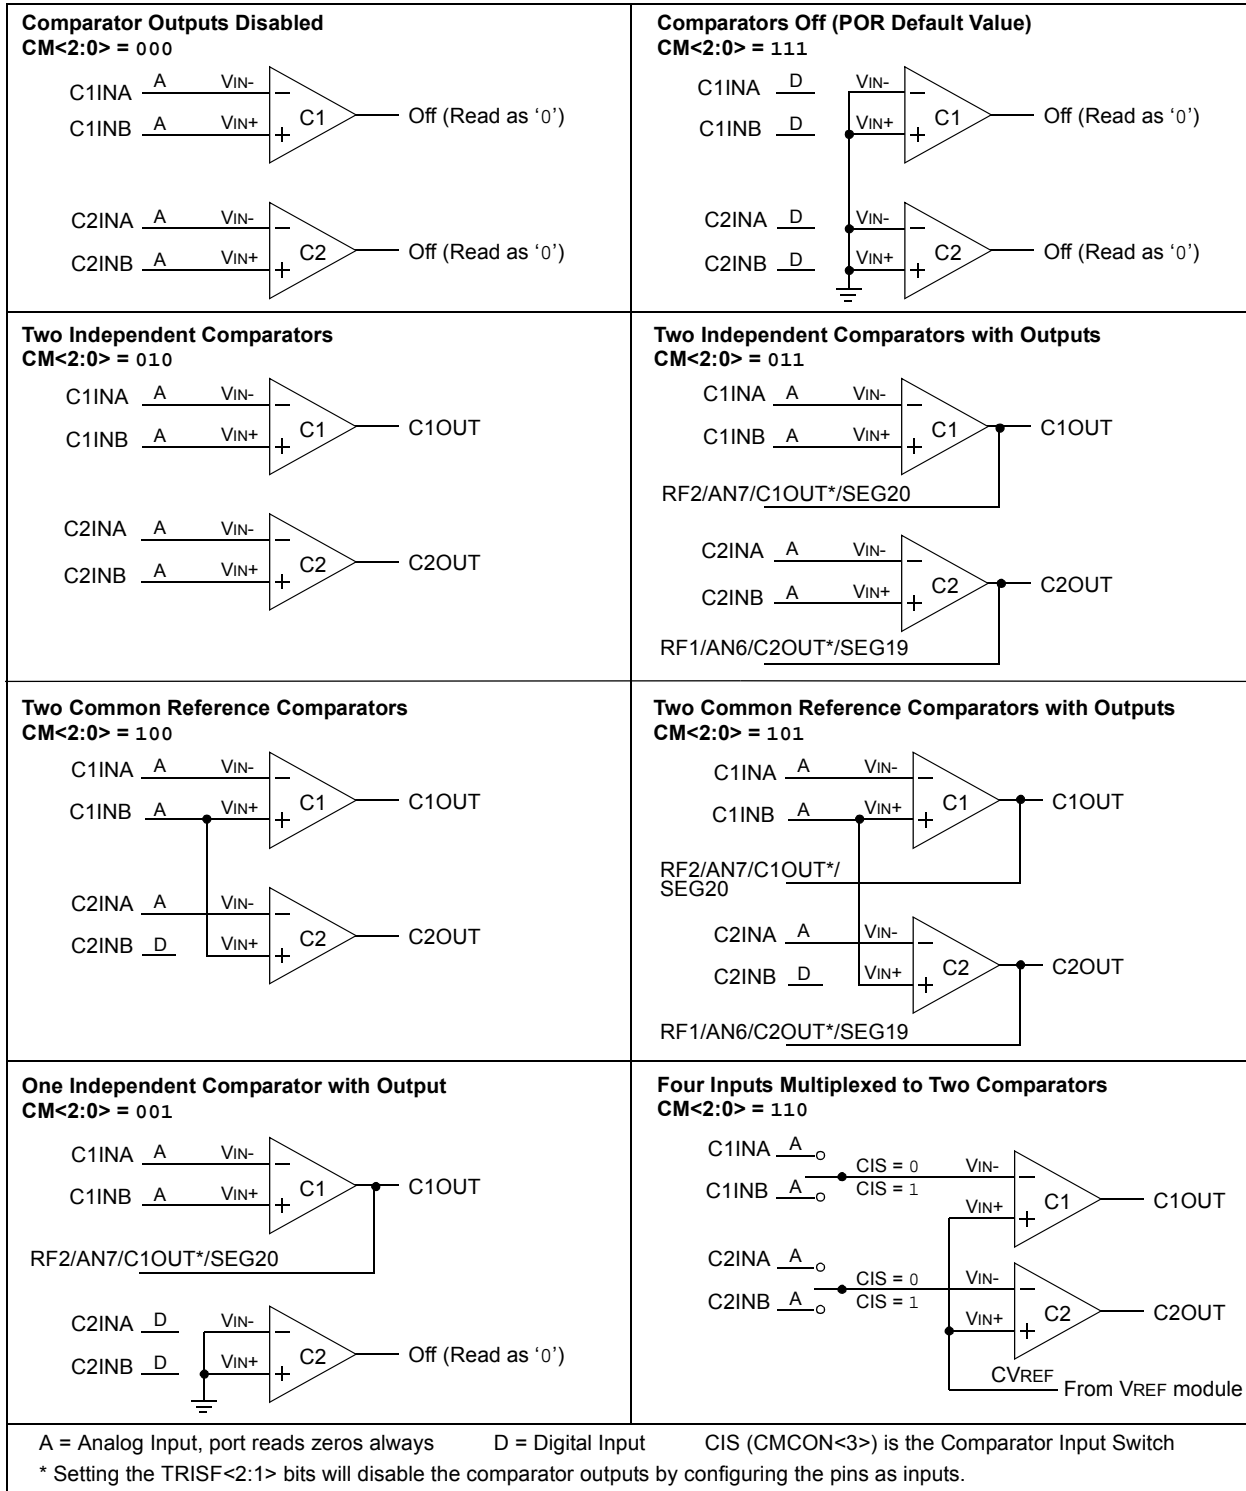 Comparator Outputs Disabled
CM<2:0> = 000
C1INA A VIN- −
C1INB A VIN+ + C1 Off (Read as ‘0’)
C2INA A VIN- −
C2INB A VIN+ + C2 Off (Read as ‘0’)
Comparators Off (POR Default Value)
CM<2:0> = 111
C1INA D VIN- −
C1INB D VIN+ + C1 Off (Read as ‘0’)
C2INA D VIN- −
C2INB D VIN+ + C2 Off (Read as ‘0’)
Two Independent Comparators
CM<2:0> = 010
C1INA A VIN- −
C1INB A VIN+ + C1 C1OUT
C2INA A VIN- −
C2INB A VIN+ + C2 C2OUT
Two Independent Comparators with Outputs
CM<2:0> = 011
C1INA A VIN- −
C1INB A VIN+ + C1 C1OUT
RF2/AN7/C1OUT*/SEG20
C2INA A VIN- −
C2INB A VIN+ + C2 C2OUT
RF1/AN6/C2OUT*/SEG19
Two Common Reference Comparators
CM<2:0> = 100
C1INA A VIN- −
C1INB A VIN+ + C1 C1OUT
C2INA A VIN- −
C2INB D VIN+ + C2 C2OUT
Two Common Reference Comparators with Outputs
CM<2:0> = 101
C1INA A VIN- −
C1INB A VIN+ + C1 C1OUT
RF2/AN7/C1OUT*/
SEG20
C2INA A VIN- −
C2INB D VIN+ + C2 C2OUT
RF1/AN6/C2OUT*/SEG19
One Independent Comparator with Output
CM<2:0> = 001
C1INA A VIN- −
C1INB A VIN+ + C1 C1OUT
RF2/AN7/C1OUT*/SEG20
C2INA D VIN- −
C2INB D VIN+ + C2 Off (Read as ‘0’)
Four Inputs Multiplexed to Two Comparators
CM<2:0> = 110
C1INA A
CIS = 0 VIN- −
C1INB A CIS = 1
VIN+ + C1 C1OUT
C2INA A
CIS = 0 VIN- −
C2INB A CIS = 1
VIN+ + C2 C2OUT
CVREF
From VREF module
A = Analog Input, port reads zeros always D = Digital Input CIS (CMCON<3>) is the Comparator Input Switch
* Setting the TRISF<2:1> bits will disable the comparator outputs by configuring the pins as inputs.